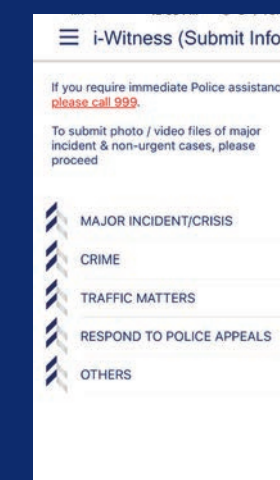 i-Witness (Submit Info
If you require immediate Police assistanc
please call 999.
To submit photo / video files of major
incident & non-urgent cases, please
proceed
MAJOR INCIDENT/CRISIS
CRIME
TRAFFIC MATTERS
RESPOND TO POLICE APPEALS
OTHERS